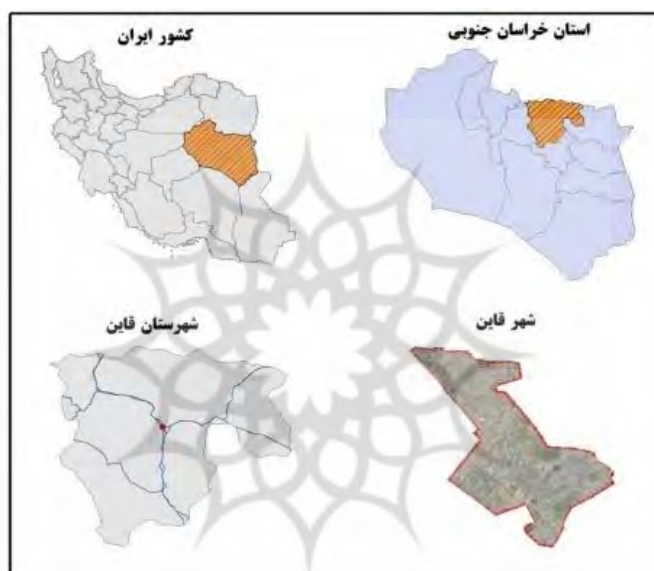 استان خراسان جنوبی
کشور ایران
شهر قاین
شهرستان قاین